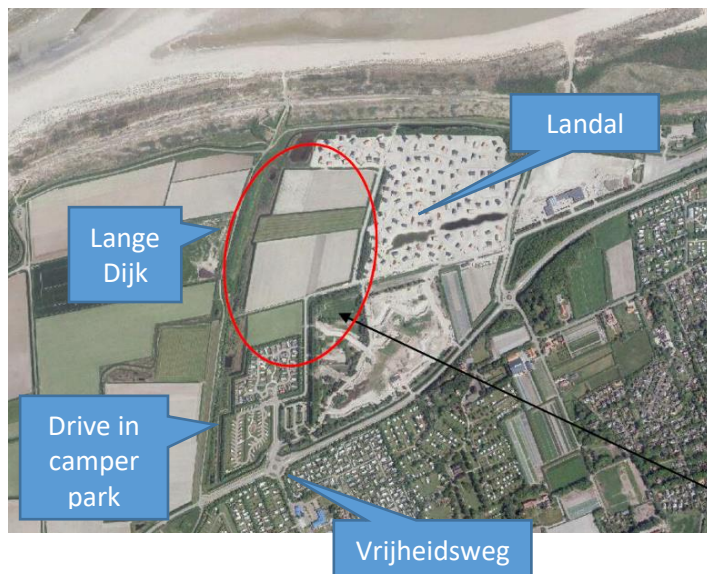 Landal
Lange
Dijk
Drive in
camper
park
Vrijheidsweg